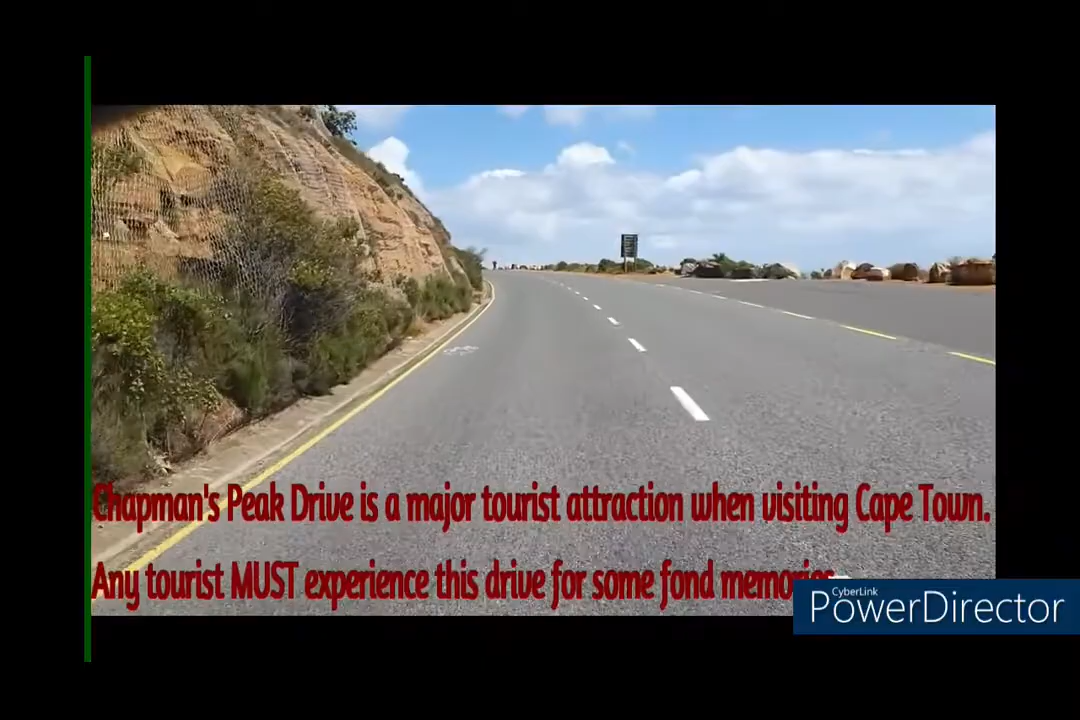 Chapman's Peak Drive is a major tourist attraction when visiting Cape Town.
Any tourist MUST experience this drive for some fond memories
CyberLink
PowerDirector